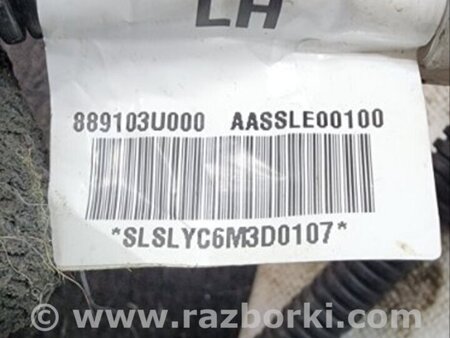 LH
889103U000 AASSLE00100
*SLSLYC6M3D0107*
www.razborki.com